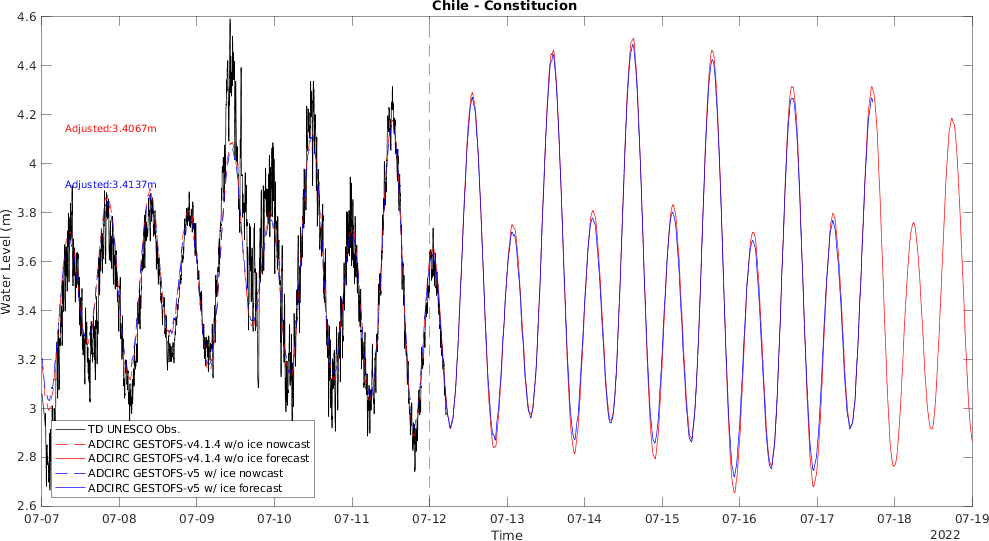 Chile - Constitucion
4.6
4.4
4.2
4
3.8
3.6
3.4
3.2
3
2.8
2.6
Water Level (m)
Adjusted:3.4067m
Adjusted:3.4137m
TD UNESCO Obs.
ADCIRC GESTOFS-v4.1.4 w/o ice nowcast
ADCIRC GESTOFS-v4.1.4 w/o ice forecast
ADCIRC GESTOFS-v5 w/ ice nowcast
ADCIRC GESTOFS-v5 w/ ice forecast
07-07 07-08 07-09 07-10 07-11 07-12 07-13 07-14 07-15 07-16 07-17 07-18 07-19
Time
2022